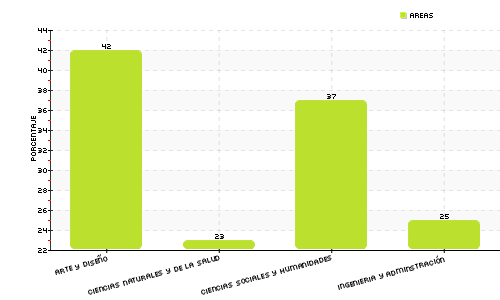 AREAS
PORCENTAJE
44
42
40
38
36
34
32
30
28
26
24
22
42
23
37
25
ARTE Y DISEÑO
CIENCIAS NATURALES Y DE LA SALUD
CIENCIAS SOCIALES Y HUMANIDADES
INGENIERIA Y ADMINSTRACIÓN